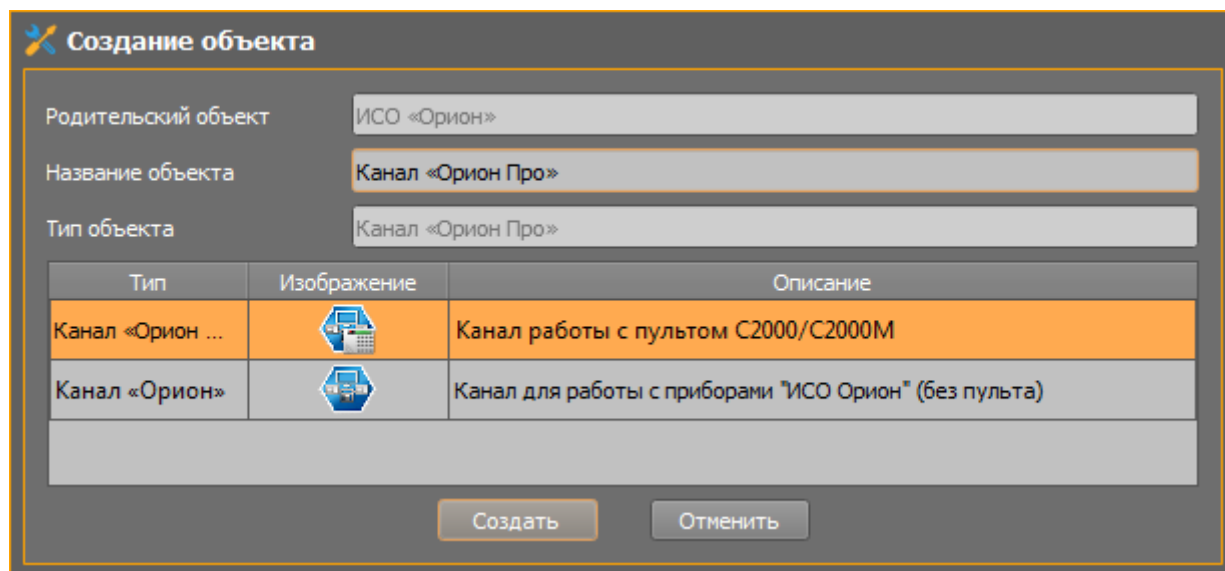 Создание объекта
Родительский объект ИСО «Орион»
Название объекта Канал «Орион Про»
Тип объекта Канал «Орион Про»
Тип Изображение Описание
Канал «Орион ... Канал работы с пультом С2000/С2000М
Канал «Орион» Канал для работы с приборами "ИСО Орион" (без пульта)
Создать Отменить